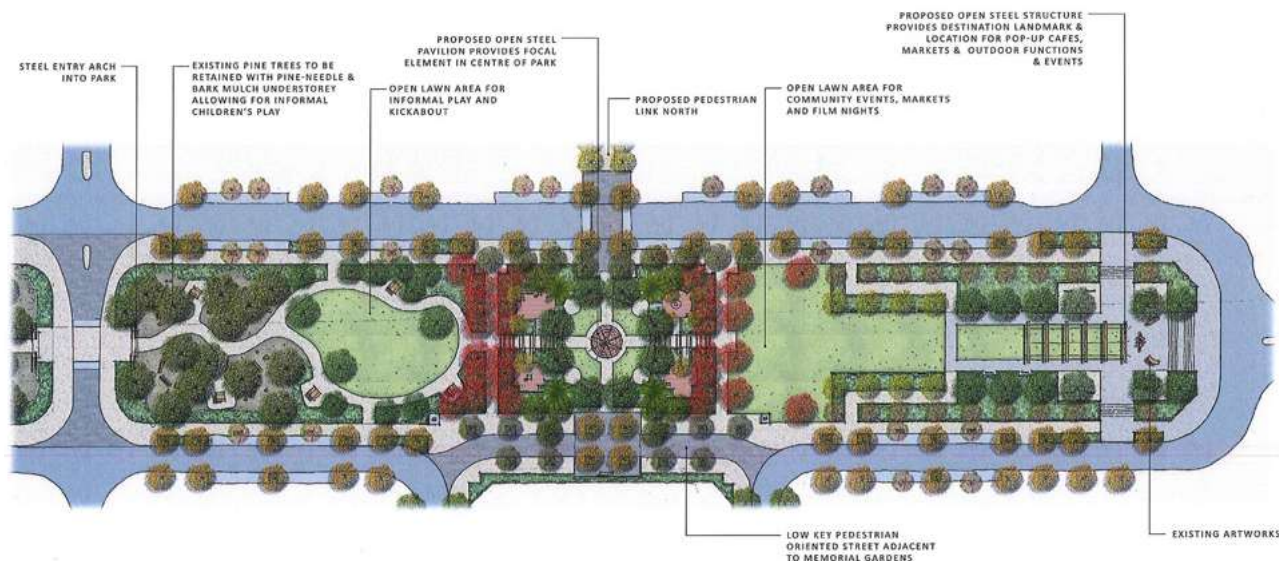 STEEL ENTRY ARCH
INTO PARK
EXISTING PINE TREES TO BE
RETAINED WITH PINE-NEEDLE &
BARK MULCH UNDERSTOREY
ALLOWING FOR INFORMAL
CHILDREN'S PLAY
PROPOSED OPEN STEEL
PAVILION PROVIDES FOCAL
ELEMENT IN CENTRE OF PARK
OPEN LAWN AREA FOR
INFORMAL PLAY AND
KICKABOUT
PROPOSED PEDESTRIAN
LINK NORTH
OPEN LAWN AREA FOR
COMMUNITY EVENTS, MARKETS
AND FILM NIGHTS
PROPOSED OPEN STEEL STRUCTURE
PROVIDES DESTINATION LANDMARK &
LOCATION FOR POP-UP CAFES,
MARKETS & OUTDOOR FUNCTIONS
& EVENTS
LOW KEY PEDESTRIAN
ORIENTED STREET ADJACENT
TO MEMORIAL GARDENS
EXISTING ARTWORKS